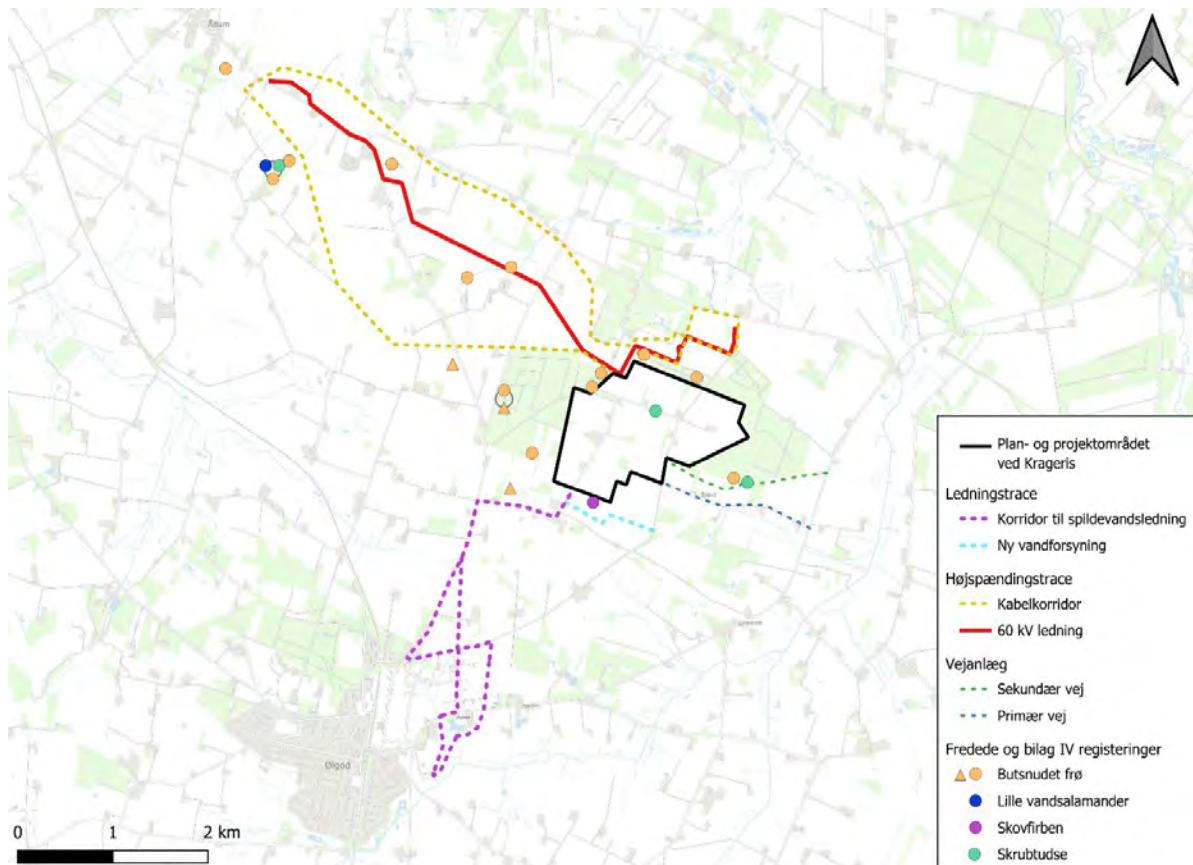 Ådum
Ølgod
0 1 2 km
Plan- og projektområdet
ved Krageris
Ledningstrace
Korridor til spildevandsledning
Ny vandforsyning
Højspændingstrace
Kabelkorridor
60 kV ledning
Vejanlæg
Sekundær vej
Primær vej
Fredede og bilag IV registeringer
Butsnudet frø
Lille vandsalamander
Skovfirben
Skrubtudse